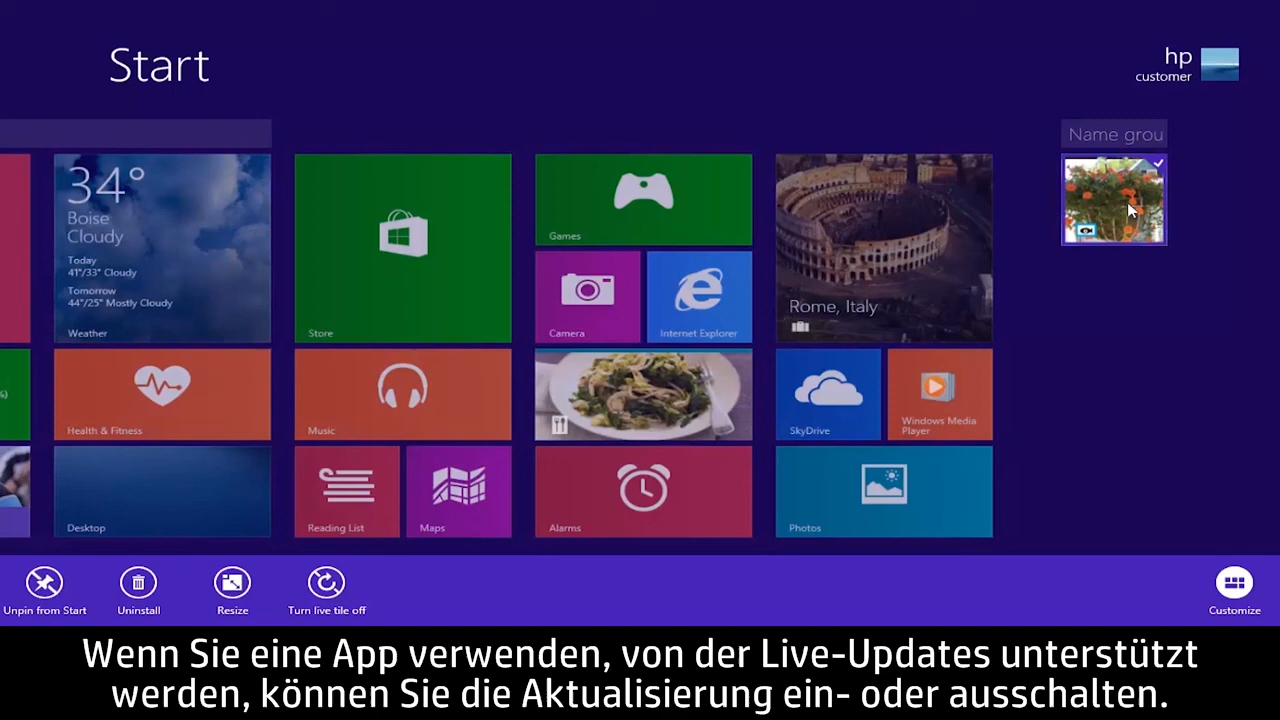 Start
hp
customer
Name grou
34°
Boise
Cloudy
Today
41°/33° Cloudy
Tomorrow
44°/25° Mostly Cloudy
Weather
Store
Games
Camera
Internet Explorer
Rome, Italy
%)
Health & Fitness
Music
SkyDrive
Windows Media
Player
Desktop
Reading List
Maps
Alarms
Photos
Unpin from Start
Uninstall
Resize
Turn live tile off
Customize
Wenn Sie eine App verwenden, von der Live-Updates unterstützt
werden, können Sie die Aktualisierung ein- oder ausschalten.